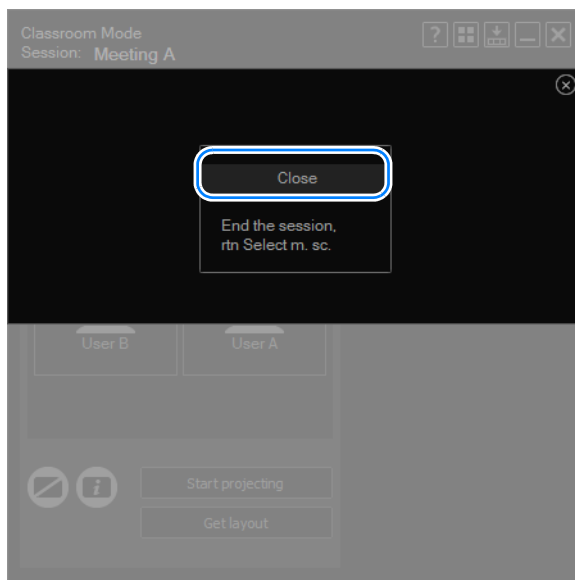 Classroom Mode
Session: Meeting A
?
Close
End the session,
rtn Select m. sc.
User B
User A
i
Start projecting
Get layout